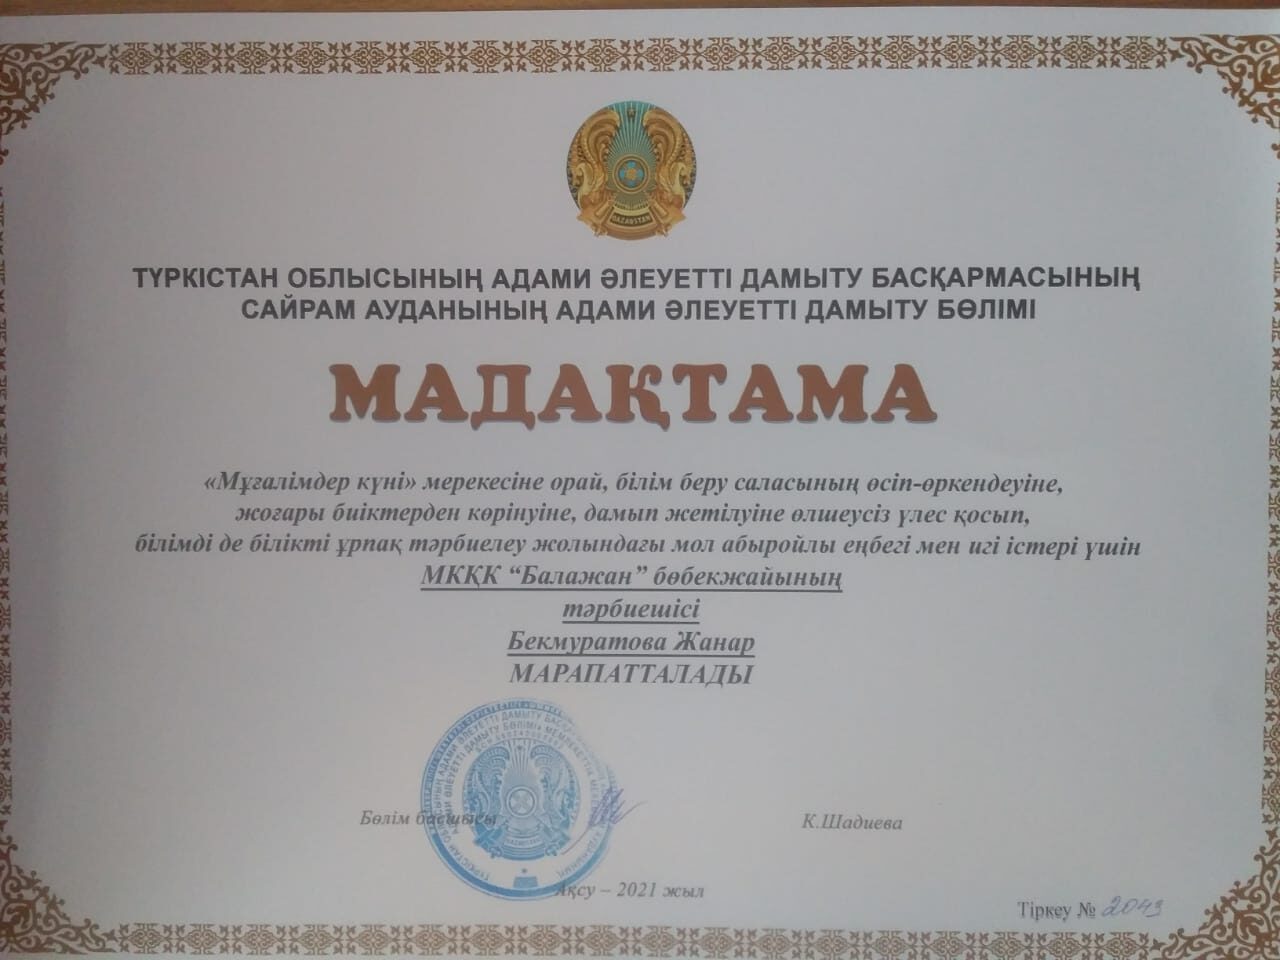 QAZAQSTAN
ТҮРКІСТАН ОБЛЫСЫНЫҢ АДАМИ ӘЛЕУЕТТІ ДАМЫТУ БАСҚАРМАСЫНЫҢ
САЙРАМ АУДАНЫНЫҢ АДАМИ ӘЛЕУЕТТІ ДАМЫТУ БӨЛІМІ
МАДАҚТАМА
«Мұғалімдер күні» мерекесіне орай, білім беру саласының өсіп-өркендеуіне,
жоғары биіктерден көрінуіне, дамып жетілуіне өлшеусіз үлес қосып,
білімді де білікті ұрпақ тәрбиелеу жолындағы мол абыройлы еңбегі мен игі істері үшін
МКҚК “Балажан” бөбекжайының
тәрбиешісі
Бекмуратова Жанар
МАРАПАТТАЛАДЫ
Бөлім басшысы
К.Шадиева
Ақсу – 2021 жыл
Тіркеу № 2043